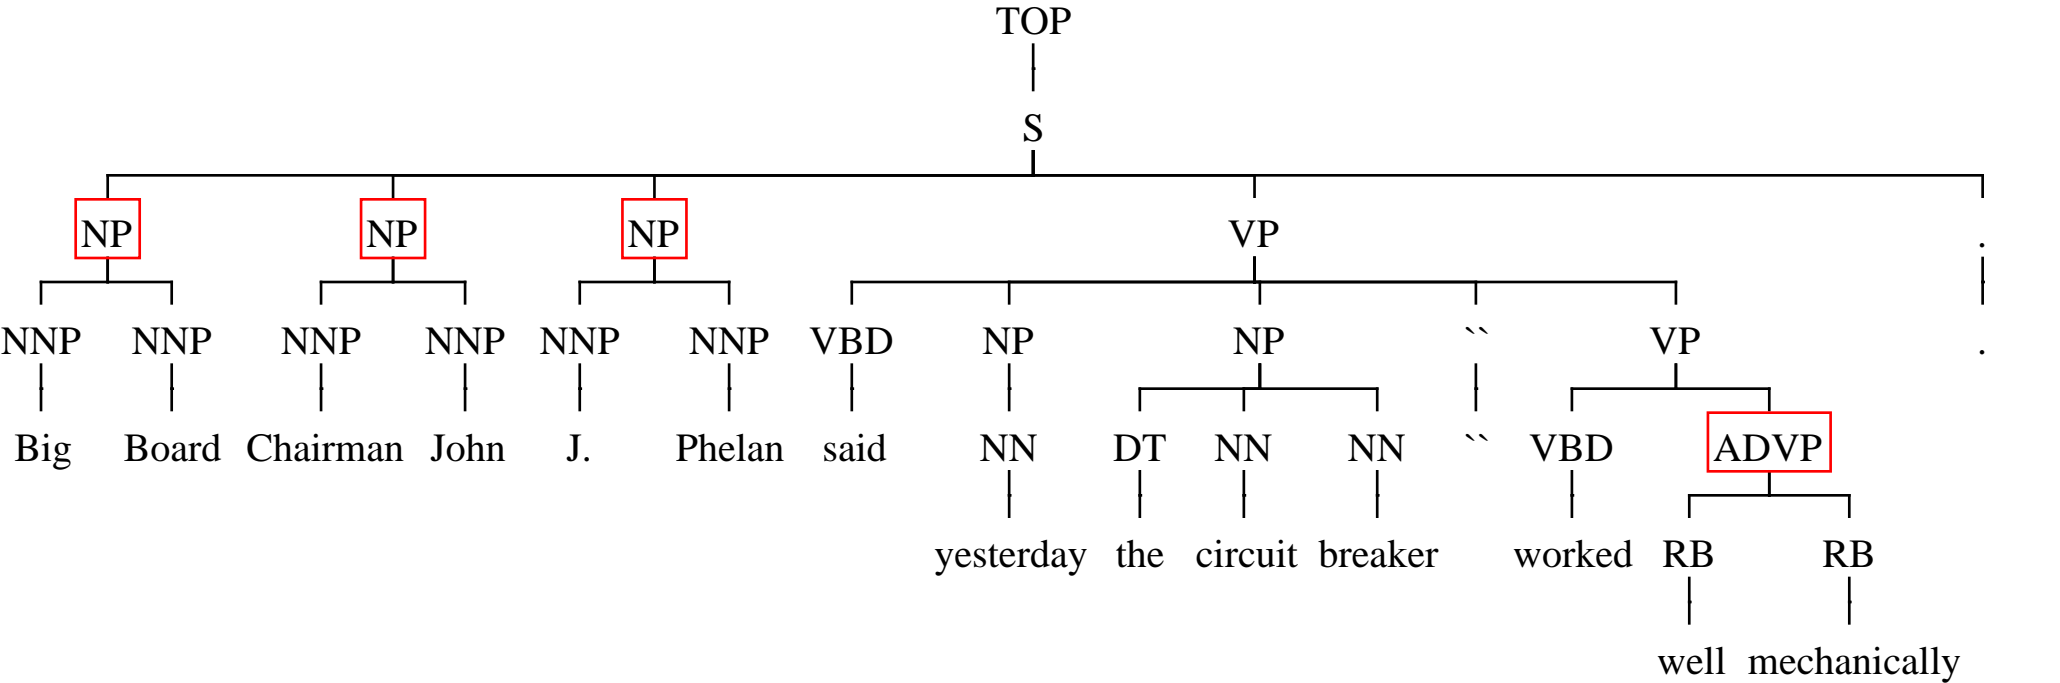 TOP
S
NP NP NP VP .
NNP NNP NNP NNP NNP NNP VBD NP NP `` VP .
Big Board Chairman John J. Phelan said NN DT NN NN `` VBD ADVP
yesterday the circuit breaker worked RB RB
well mechanically